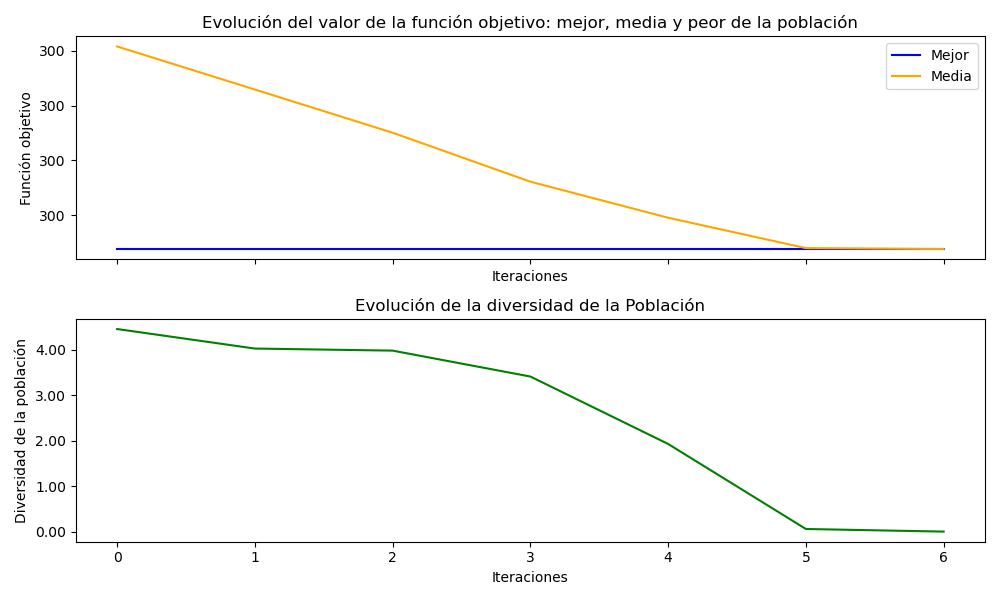 Evolución del valor de la función objetivo: mejor, media y peor de la población
Función objetivo
300
300
300
300
Mejor
Media
Iteraciones
Evolución de la diversidad de la Población
Diversidad de la población
4.00
3.00
2.00
1.00
0.00
0 1 2 3 4 5 6
Iteraciones